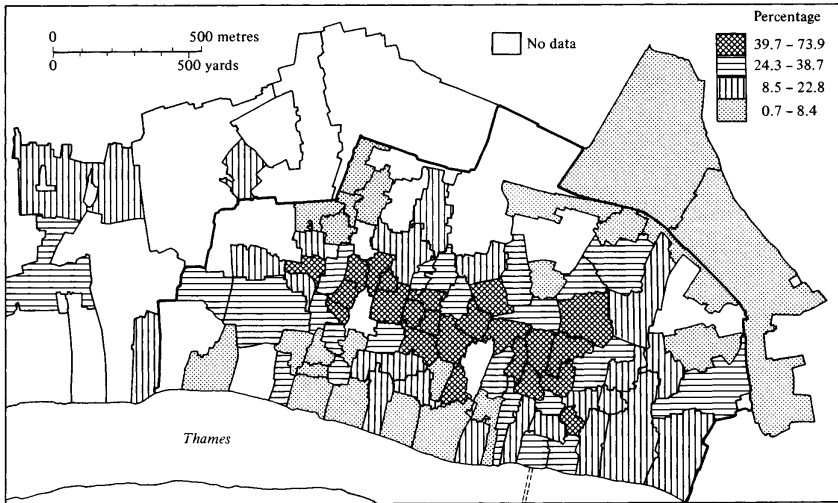 0 500 metres
0 500 yards
No data
Percentage
39.7 – 73.9
24.3 – 38.7
8.5 – 22.8
0.7 – 8.4
3
Thames